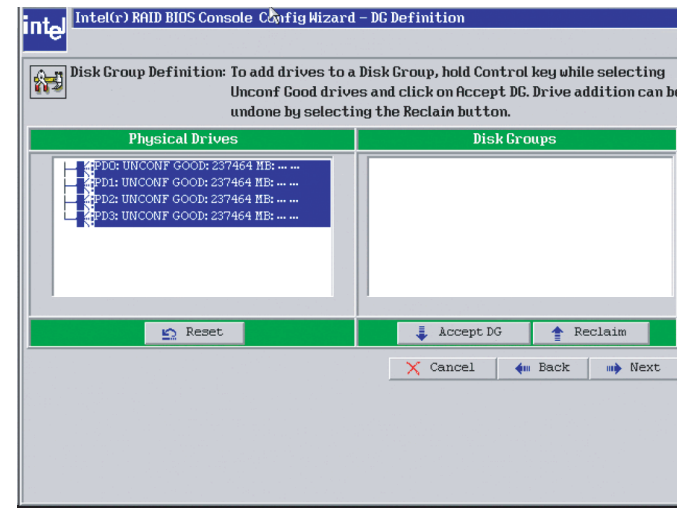 intel
Intel(r) RAID BIOS Console Config Wizard - DG Definition
Disk Group Definition: To add drives to a Disk Group, hold Control key while selecting
Unconf Good drives and click on Accept DG. Drive addition can be
undone by selecting the Reclaim button.
Physical Drives
Disk Groups
PD0: UNCONF GOOD: 237464 MB: --- ---
PD1: UNCONF GOOD: 237464 MB: --- ---
PD2: UNCONF GOOD: 237464 MB: --- ---
PD3: UNCONF GOOD: 237464 MB: --- ---
Reset
Accept DG
Reclaim
Cancel
Back
Next